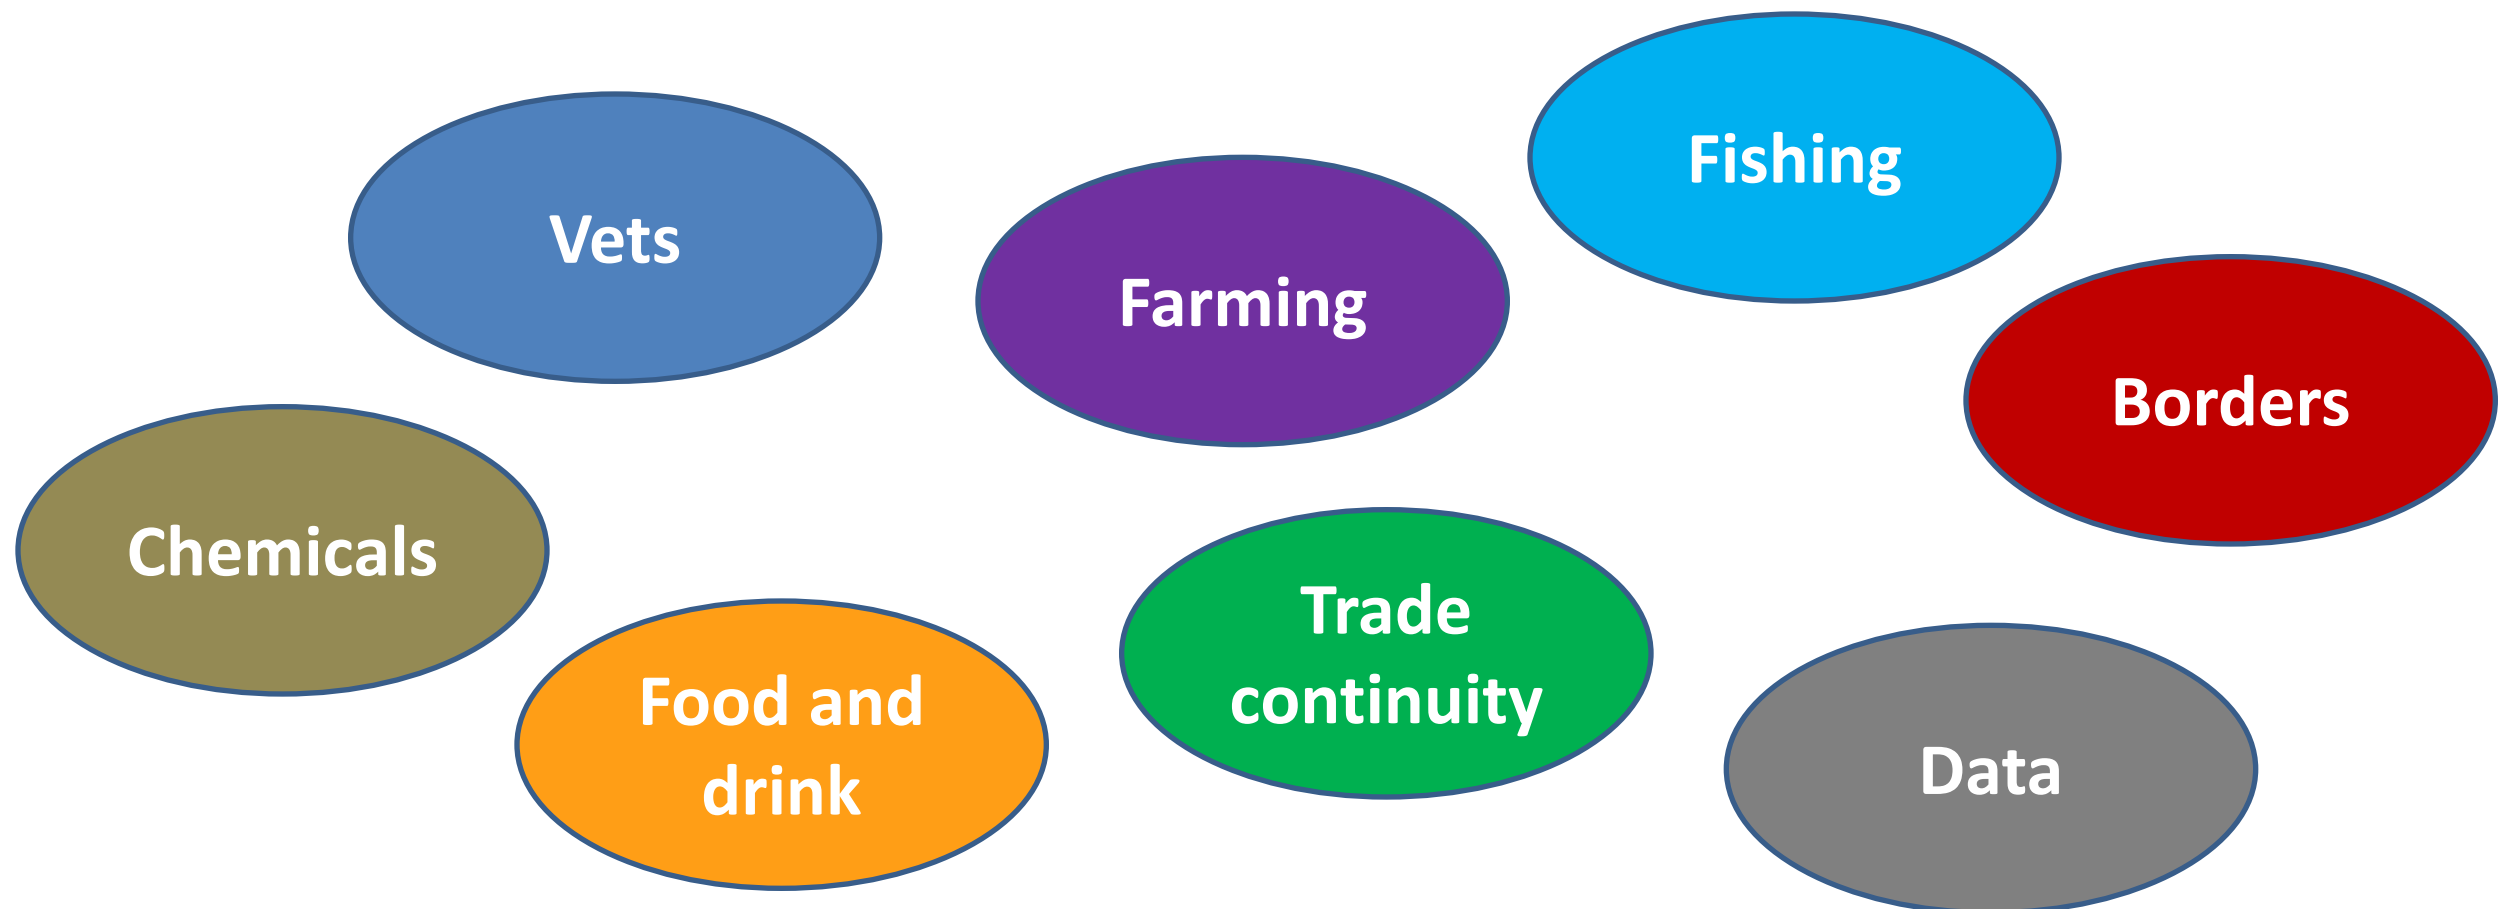 Fishing
Vets
Farming
Borders
Chemicals
Trade
continuity
Food and
drink
Data